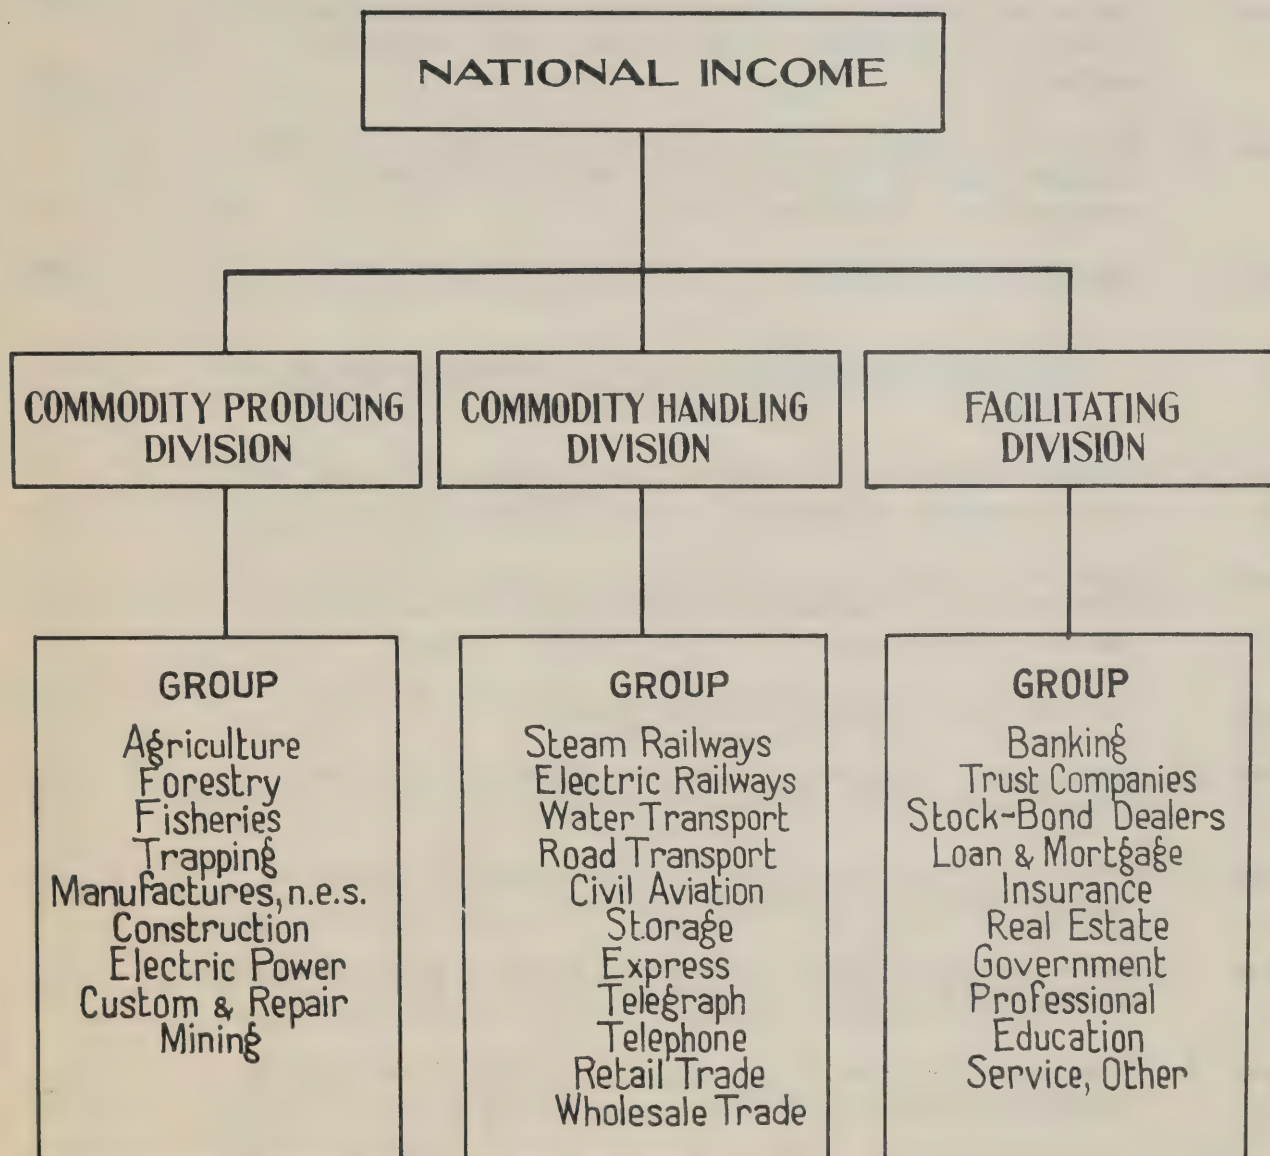 NATIONAL INCOME
COMMODITY PRODUCING
DIVISION
COMMODITY HANDLING
DIVISION
FACILITATING
DIVISION
GROUP
Agriculture
Forestry
Fisheries
Trapping
Manufactures, n.e.s.
Construction
Electric Power
Custom & Repair
Mining
GROUP
Steam Railways
Electric Railways
Water Transport
Road Transport
Civil Aviation
Storage
Express
Telegraph
Telephone
Retail Trade
Wholesale Trade
GROUP
Banking
Trust Companies
Stock-Bond Dealers
Loan & Mortgage
Insurance
Real Estate
Government
Professional
Education
Service, Other